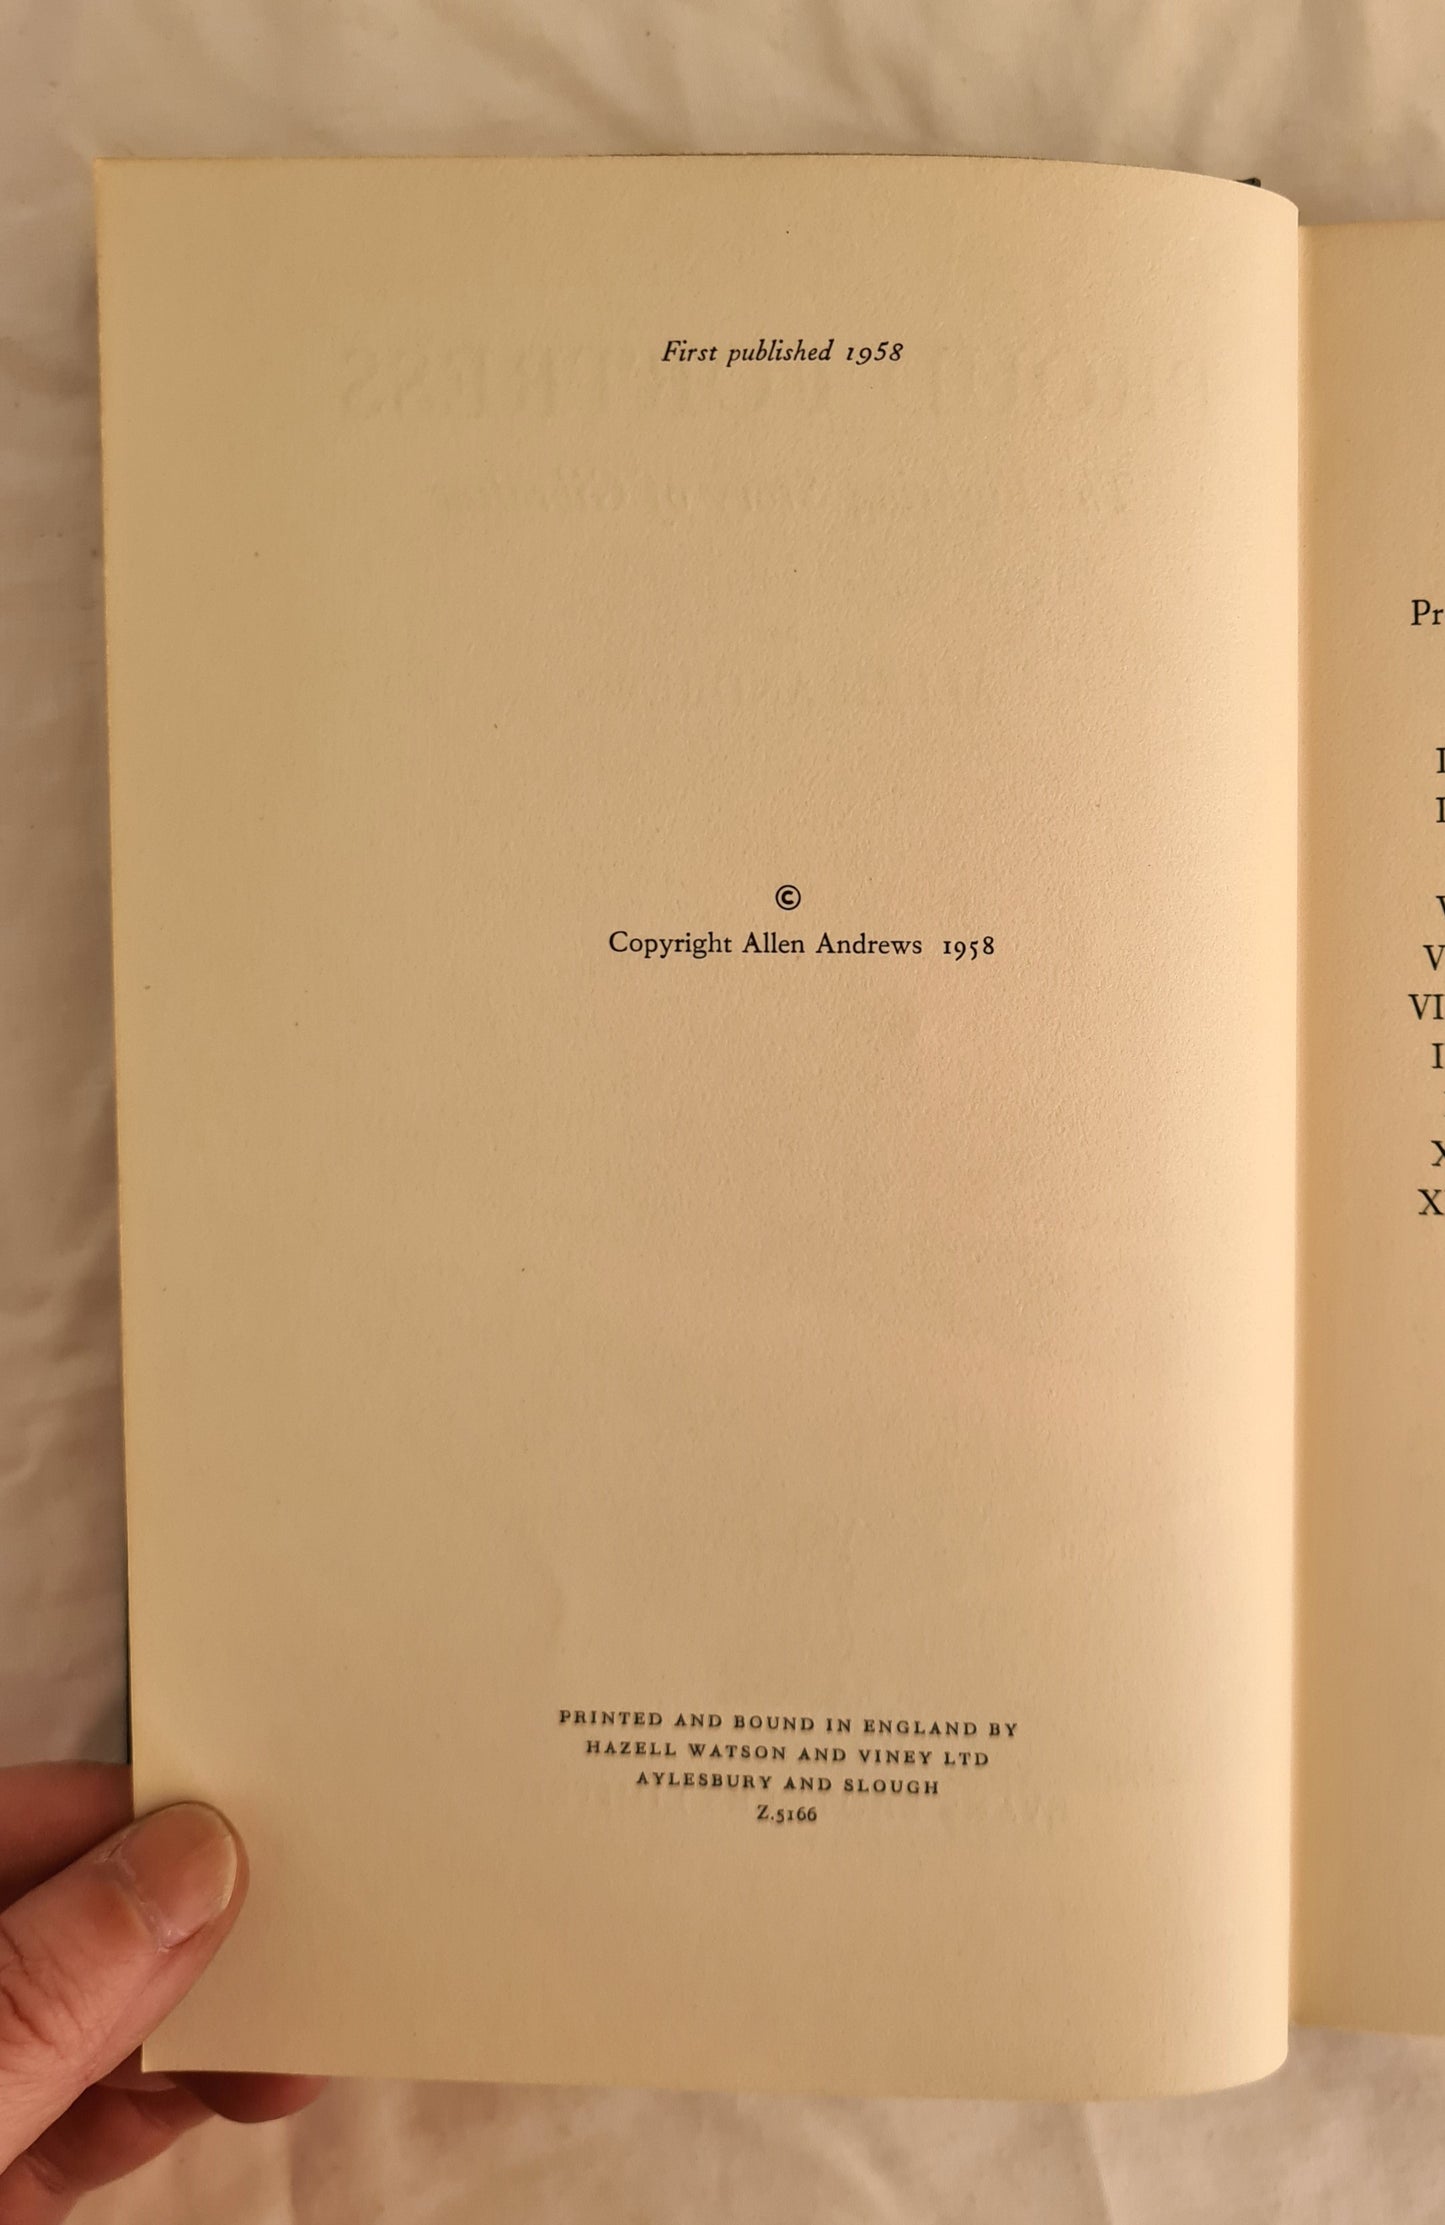 First published 1958
©
Copyright Allen Andrews 1958
PRINTED AND BOUND IN ENGLAND BY
HAZELL WATSON AND VINEY LTD
AYLESBURY AND SLOUGH
Z.5166
Pr